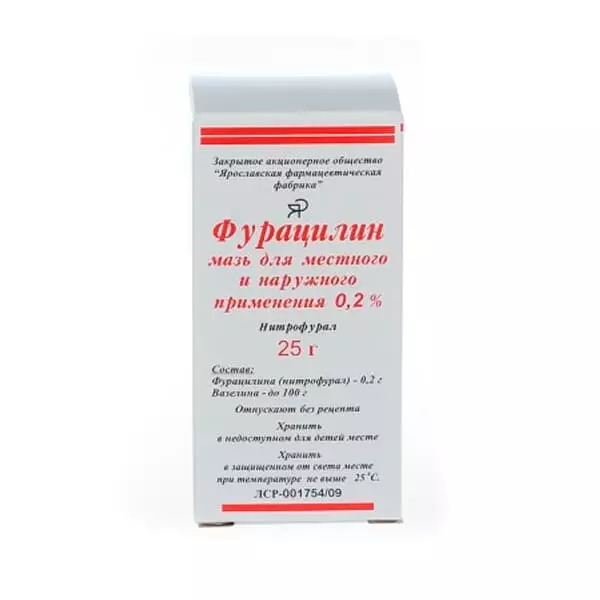 Закрытое акционерное общество
"Ярославская фармацевтическая
фабрика"
ЯР
Фурацилин
мазь для местного
и наружного
применения 0,2 %
Нитрофурал
25 г
Состав:
Фурацилина (нитрофурал) - 0,2 г
Вазелина - до 100 г
Отпускают без рецепта
Хранить
в недоступном для детей месте
Хранить
в защищенном от света месте
при температуре не выше 25°С.
ЛСР-001754/09